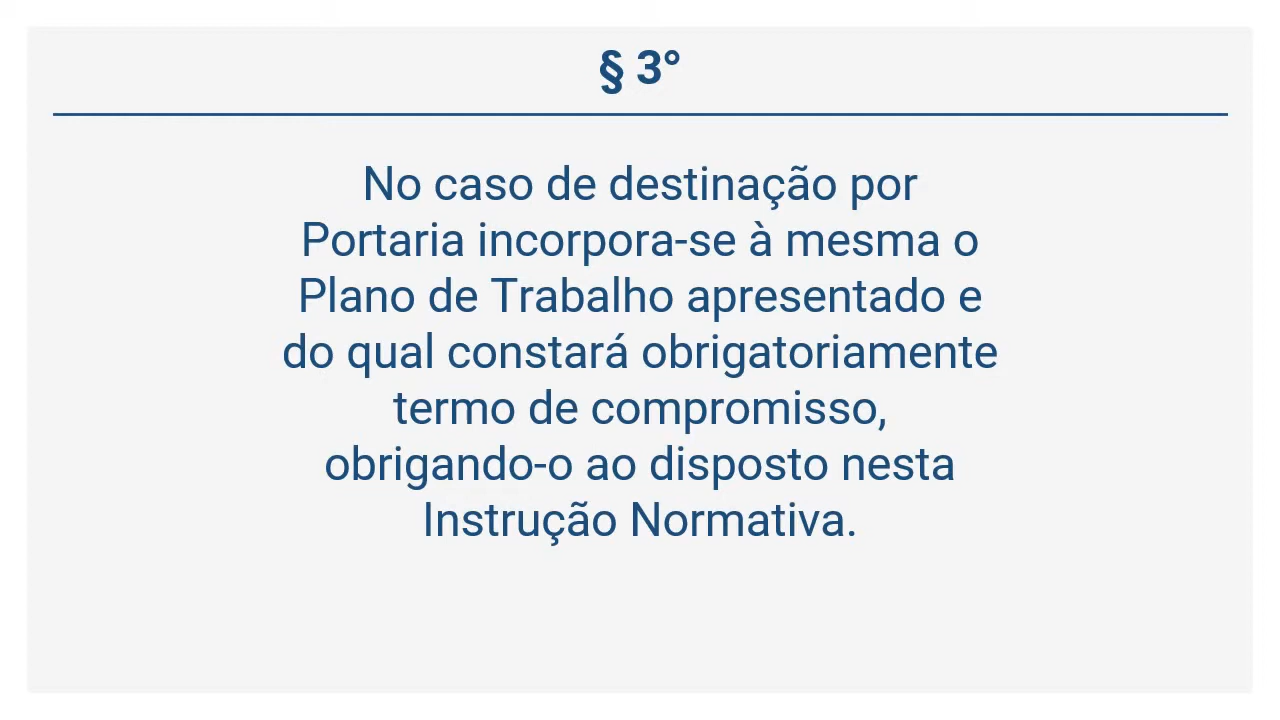 § 3°
No caso de destinação por
Portaria incorpora-se à mesma o
Plano de Trabalho apresentado e
do qual constará obrigatoriamente
termo de compromisso,
obrigando-o ao disposto nesta
Instrução Normativa.